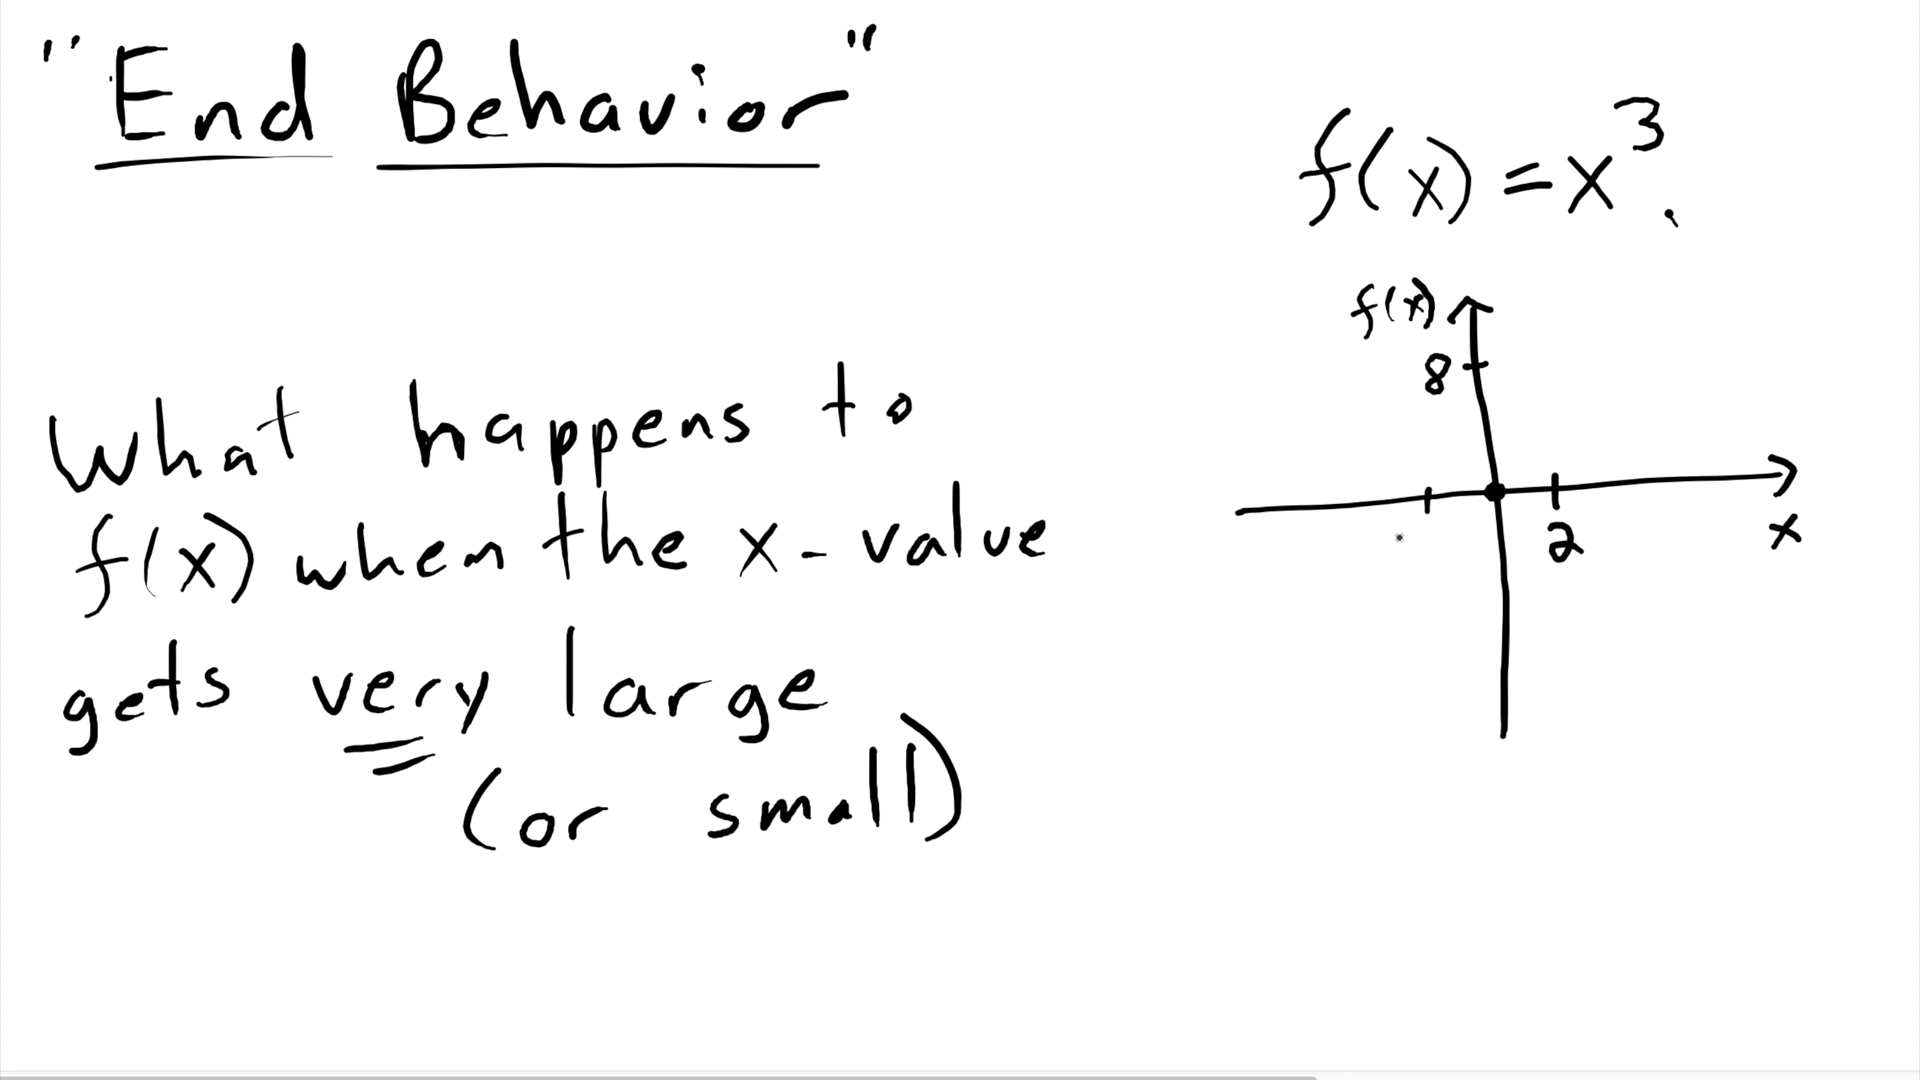 "End Behavior"
f(x) = x³.
What happens to
f(x) when the x-value
gets very large
(or small)
f(x)
8
2
x